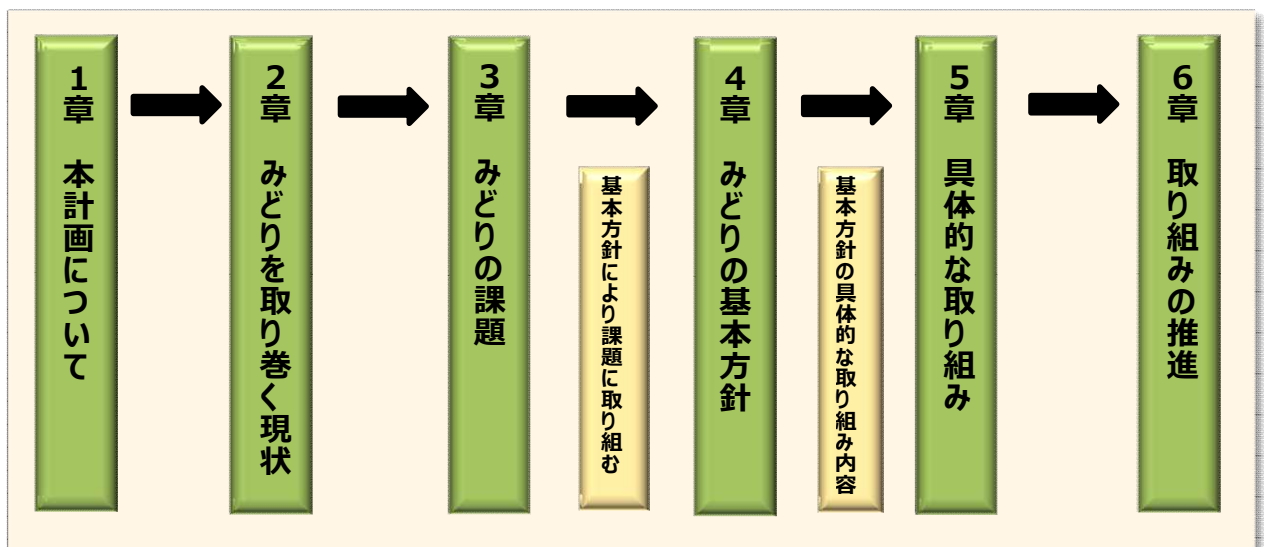 1章 本計画について
2章 みどりを取り巻く現状
3章 みどりの課題
基本方針により課題に取り組む
4章 みどりの基本方針
基本方針の具体的な取り組み内容
5章 具体的な取り組み
6章 取り組みの推進